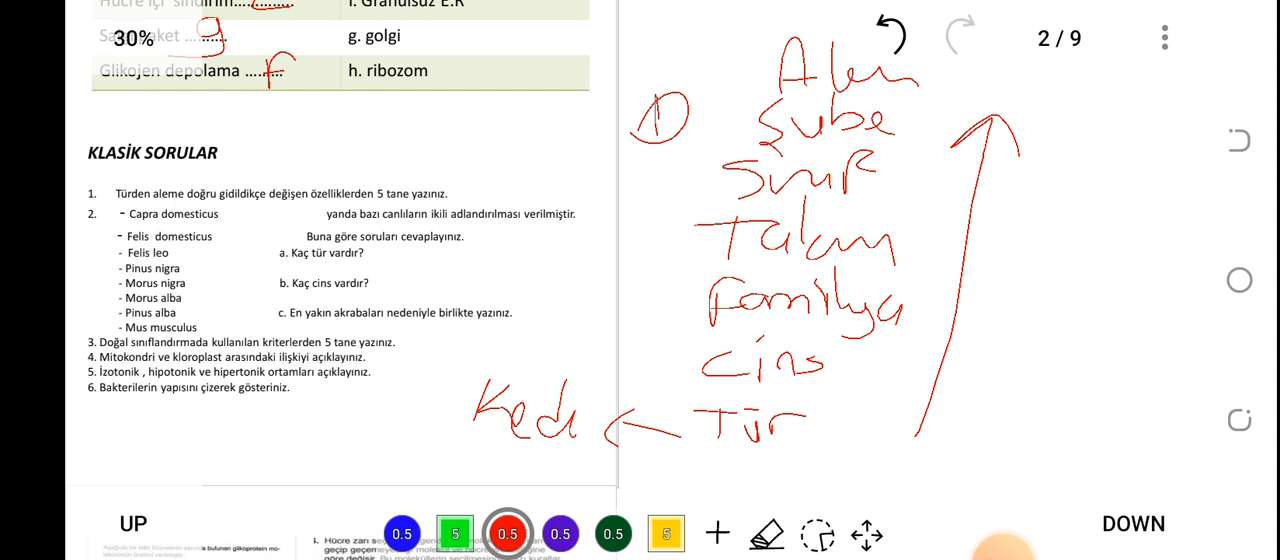 Hücre içi sindirim..............
f. Granülsüz E.R
30%
g
g. golgi
Glikojen depolama .........
f
h. ribozom
2 / 9
KLASİK SORULAR
1. Türden aleme doğru gidildikçe değişen özelliklerden 5 tane yazınız.
2. - Capra domesticus yanda bazı canlıların ikili adlandırılması verilmiştir.
- Felis domesticus Buna göre soruları cevaplayınız.
- Felis leo a. Kaç tür vardır?
- Pinus nigra
- Morus nigra b. Kaç cins vardır?
- Morus alba
- Pinus alba c. En yakın akrabaları nedeniyle birlikte yazınız.
- Mus musculus
3. Doğal sınıflandırmada kullanılan kriterlerden 5 tane yazınız.
4. Mitokondri ve kloroplast arasındaki ilişkiyi açıklayınız.
5. İzotonik , hipotonik ve hipertonik ortamları açıklayınız.
6. Bakterilerin yapısını çizerek gösteriniz.
1)
Alem
Şube
Sınıf
Takım
Familya
Cins
Tür
Kedi
UP
0.5
5
0.5
0.5
0.5
5
DOWN